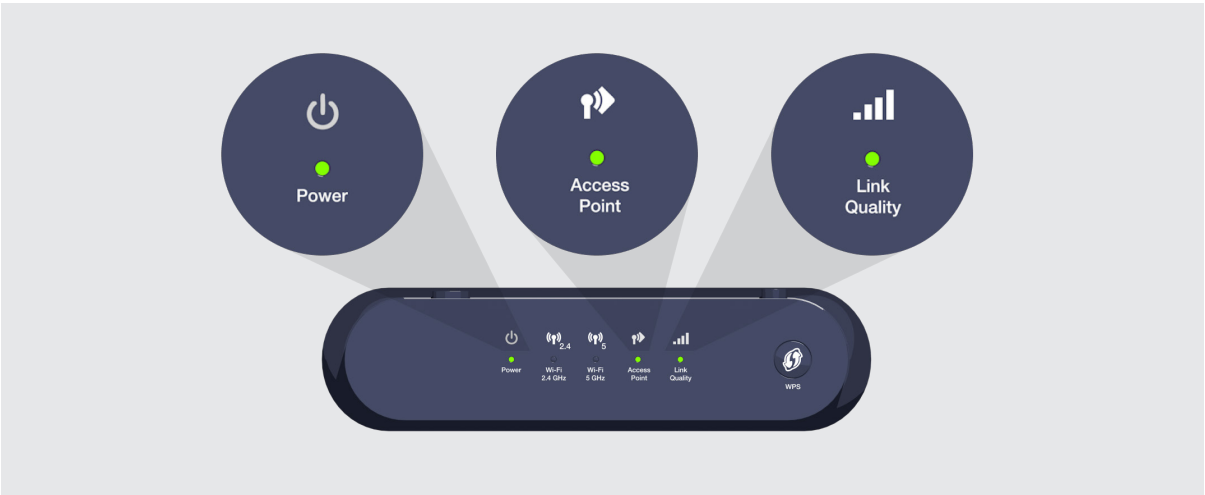 Power
Access
Point
Link
Quality
2.4
5
Power
Wi-Fi
2.4 GHz
Wi-Fi
5 GHz
Access
Point
Link
Quality
WPS